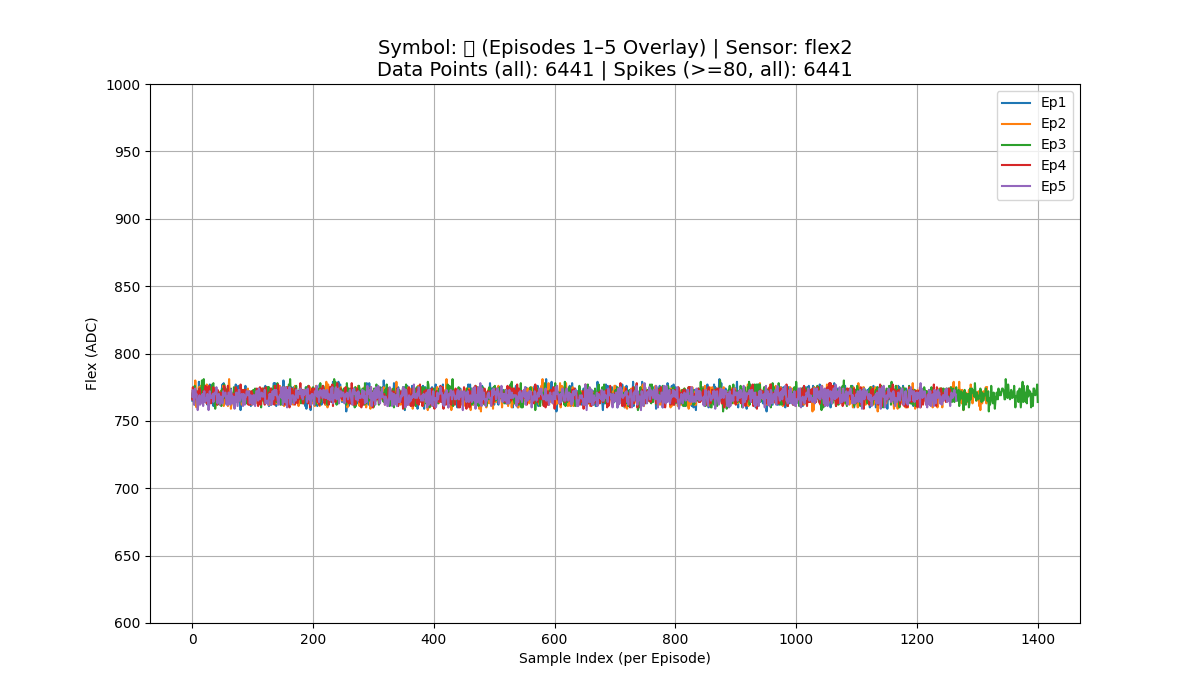 Symbol: (Episodes 1–5 Overlay) | Sensor: flex2
Data Points (all): 6441 | Spikes (>=80, all): 6441
1000
950
900
850
800
750
700
650
600
Flex (ADC)
0 200 400 600 800 1000 1200 1400
Sample Index (per Episode)
Ep1
Ep2
Ep3
Ep4
Ep5